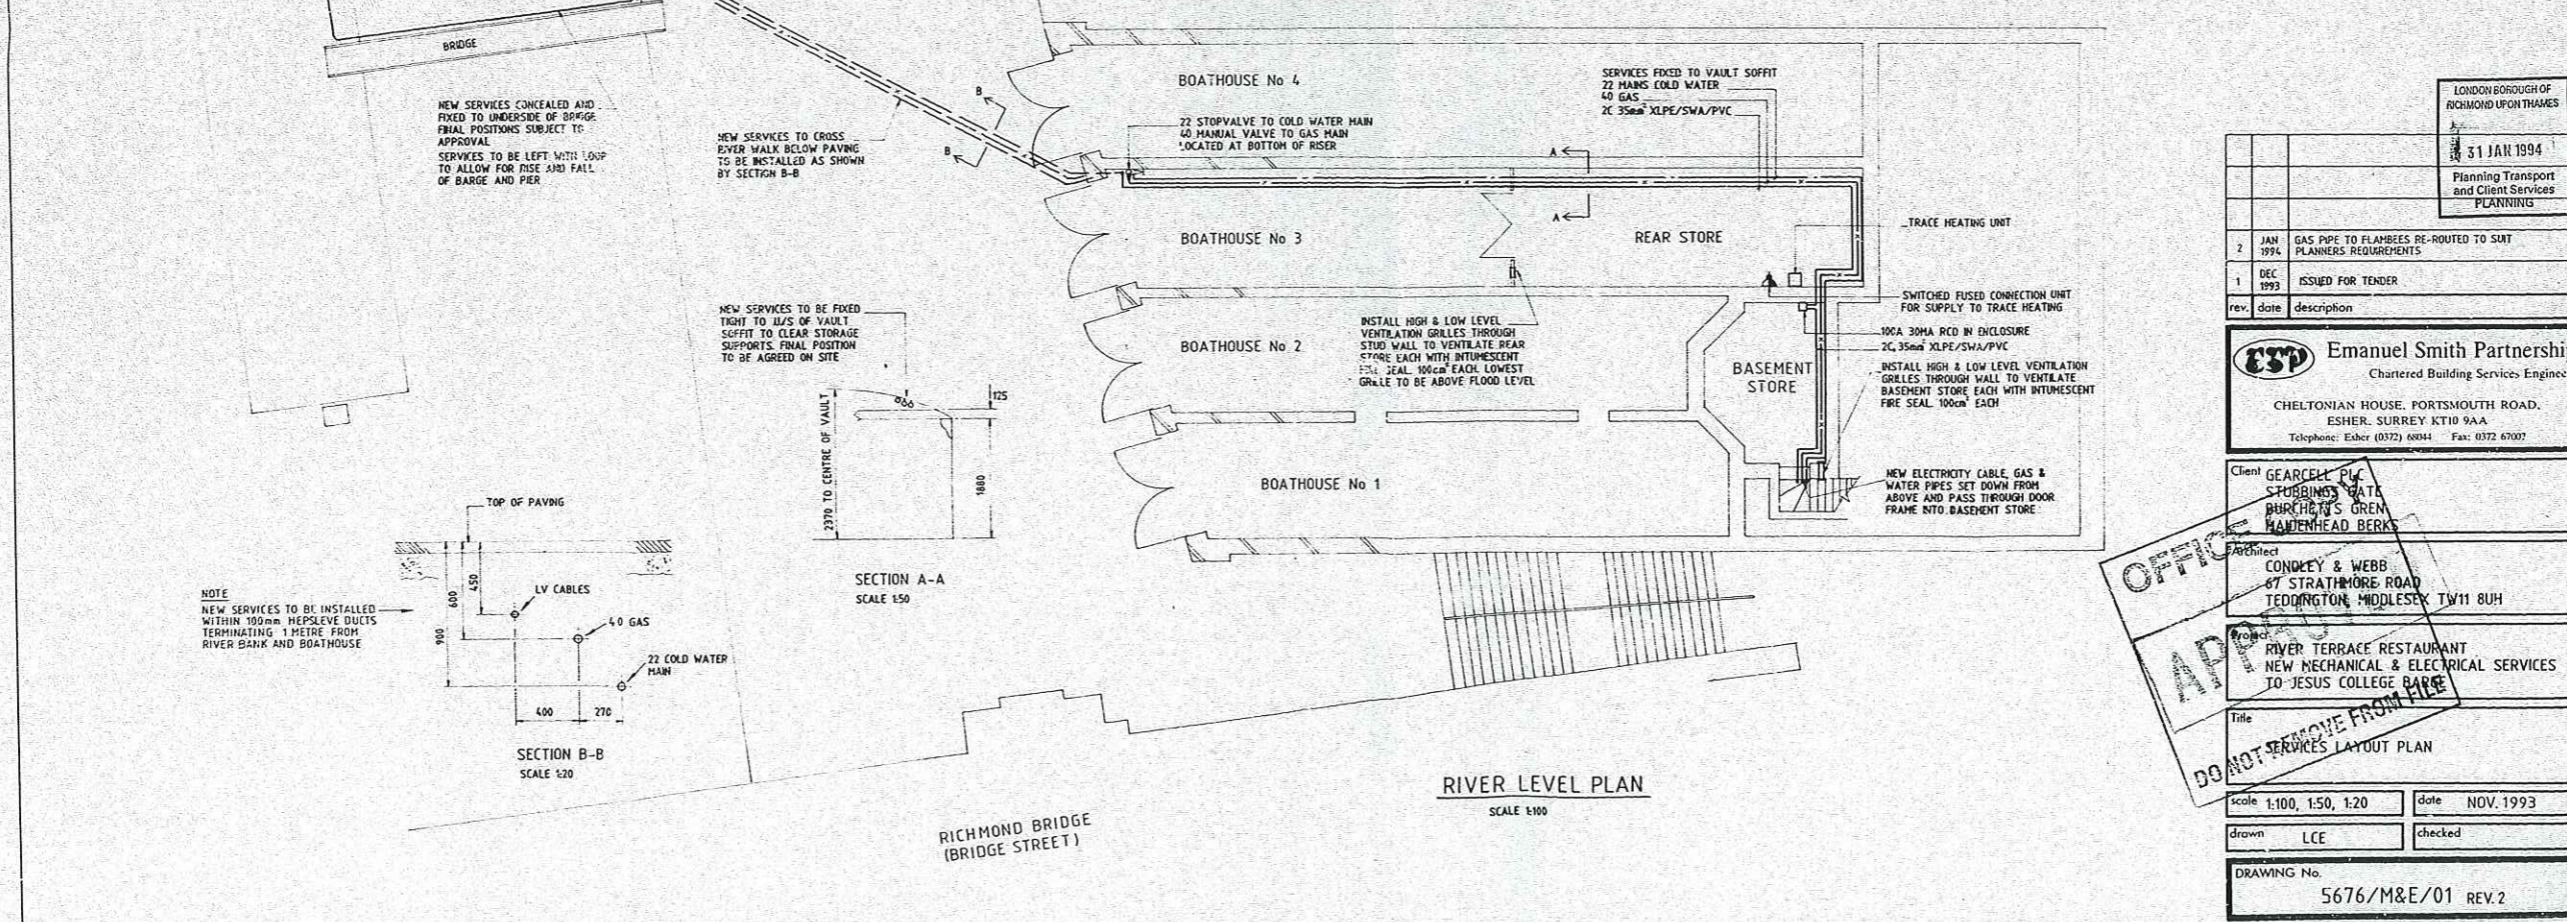 BRIDGE
NEW SERVICES CONCEALED AND
FIXED TO UNDERSIDE OF BRIDGE
FINAL POSITIONS SUBJECT TO
APPROVAL
SERVICES TO BE LEFT WITH LOOP
TO ALLOW FOR RISE AND FALL
OF BARGE AND PIER
NEW SERVICES TO CROSS
RIVER WALK BELOW PAVING
TO BE INSTALLED AS SHOWN
BY SECTION B-B
B
B
BOATHOUSE No 4
22 STOPVALVE TO COLD WATER MAIN
40 MANUAL VALVE TO GAS MAIN
LOCATED AT BOTTOM OF RISER
SERVICES FIXED TO VAULT SOFFIT
22 MAINS COLD WATER
40 GAS
2C 35mm² XLPE/SWA/PVC
A
A
BOATHOUSE No 3
REAR STORE
TRACE HEATING UNIT
SWITCHED FUSED CONNECTION UNIT
FOR SUPPLY TO TRACE HEATING
100A 30MA RCD IN ENCLOSURE
2C, 35mm² XLPE/SWA/PVC
INSTALL HIGH & LOW LEVEL VENTILATION
GRILLES THROUGH WALL TO VENTILATE
BASEMENT STORE EACH WITH INTUMESCENT
FIRE SEAL 100cm² EACH
NEW SERVICES TO BE FIXED
TIGHT TO U/S OF VAULT
SOFFIT TO CLEAR STORAGE
SUPPORTS. FINAL POSITION
TO BE AGREED ON SITE
BOATHOUSE No 2
INSTALL HIGH & LOW LEVEL
VENTILATION GRILLES THROUGH
STUD WALL TO VENTILATE REAR
STORE EACH WITH INTUMESCENT
SEAL. 100cm² EACH. LOWEST
GRILLE TO BE ABOVE FLOOD LEVEL
BASEMENT
STORE
2370 TO CENTRE OF VAULT
125
1880
SECTION A-A
SCALE 1:50
BOATHOUSE No 1
NEW ELECTRICITY CABLE, GAS &
WATER PIPES SET DOWN FROM
ABOVE AND PASS THROUGH DOOR
FRAME INTO BASEMENT STORE
TOP OF PAVING
450
600
900
LV CABLES
40 GAS
22 COLD WATER
MAIN
400
270
SECTION B-B
SCALE 1:20
NOTE
NEW SERVICES TO BE INSTALLED
WITHIN 100mm HEPSLEVE DUCTS
TERMINATING 1 METRE FROM
RIVER BANK AND BOATHOUSE
RIVER LEVEL PLAN
SCALE 1:100
RICHMOND BRIDGE
(BRIDGE STREET)
LONDON BOROUGH OF
RICHMOND UPON THAMES
31 JAN 1994
Planning Transport
and Client Services
PLANNING
2 JAN 1994 GAS PIPE TO FLAMBEES RE-ROUTED TO SUIT
PLANNERS REQUIREMENTS
1 DEC 1993 ISSUED FOR TENDER
rev. date description
ESP
Emanuel Smith Partnershi
Chartered Building Services Enginee
CHELTONIAN HOUSE, PORTSMOUTH ROAD,
ESHER, SURREY KT10 9AA
Telephone: Esher (0372) 68044 Fax: 0372 67007
Client GEARCELL PLC
STUBBINGS GATE
BURCHETTS GREN
MAIDENHEAD BERKS
Architect
CONDLEY & WEBB
67 STRATHMORE ROAD
TEDDINGTON, MIDDLESEX TW11 8UH
Project
RIVER TERRACE RESTAURANT
NEW MECHANICAL & ELECTRICAL SERVICES
TO JESUS COLLEGE BARGE
OFFICE COPY
DO NOT REMOVE FROM FILE
Title
SERVICES LAYOUT PLAN
scale 1:100, 1:50, 1:20
date NOV. 1993
drawn LCE
checked
DRAWING No.
5676/M&E/01 REV. 2